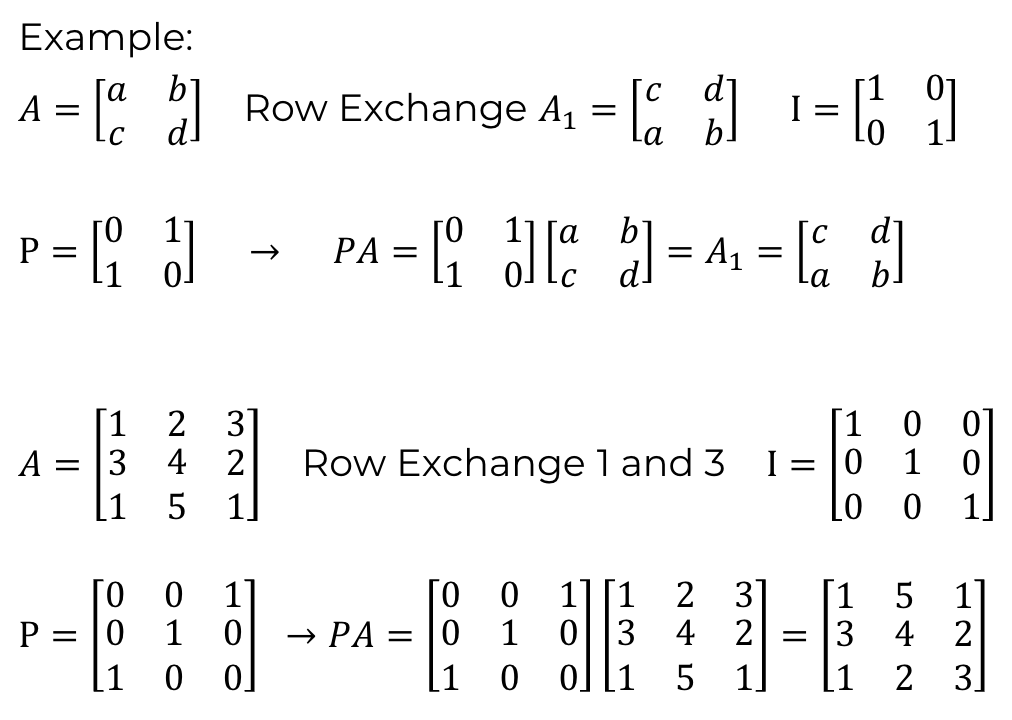 Example:
A = [a b; c d] Row Exchange A₁ = [c d; a b] I = [1 0; 0 1]
P = [0 1; 1 0] → PA = [0 1; 1 0] [a b; c d] = A₁ = [c d; a b]
A = [1 2 3; 3 4 2; 1 5 1] Row Exchange 1 and 3 I = [1 0 0; 0 1 0; 0 0 1]
P = [0 0 1; 0 1 0; 1 0 0] → PA = [0 0 1; 0 1 0; 1 0 0] [1 2 3; 3 4 2; 1 5 1] = [1 5 1; 3 4 2; 1 2 3]